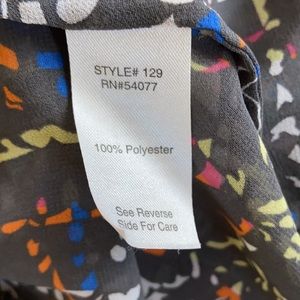 STYLE# 129
RN#54077
100% Polyester
See Reverse
Side For Care